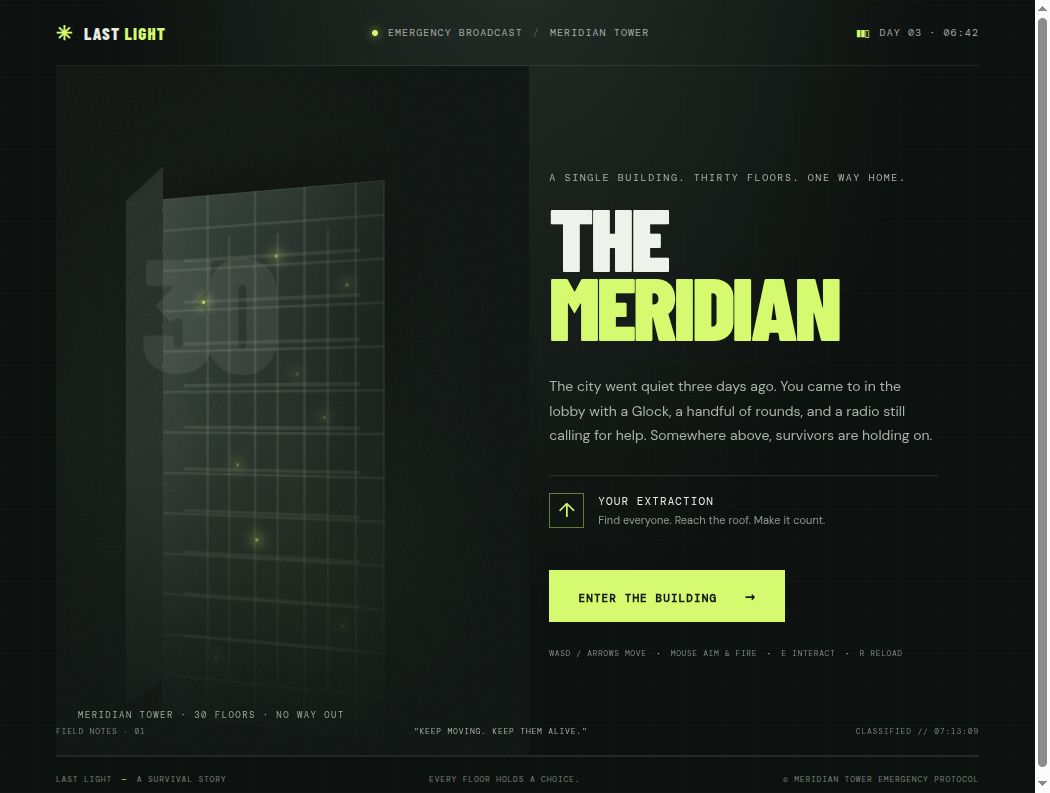 ✳ LAST LIGHT
EMERGENCY BROADCAST / MERIDIAN TOWER
DAY 03 · 06:42
30
A SINGLE BUILDING. THIRTY FLOORS. ONE WAY HOME.
THE
MERIDIAN
The city went quiet three days ago. You came to in the
lobby with a Glock, a handful of rounds, and a radio still
calling for help. Somewhere above, survivors are holding on.
YOUR EXTRACTION
Find everyone. Reach the roof. Make it count.
ENTER THE BUILDING →
WASD / ARROWS MOVE · MOUSE AIM & FIRE · E INTERACT · R RELOAD
MERIDIAN TOWER · 30 FLOORS · NO WAY OUT
FIELD NOTES · 01
"KEEP MOVING. KEEP THEM ALIVE."
CLASSIFIED // 07:13:09
LAST LIGHT — A SURVIVAL STORY
EVERY FLOOR HOLDS A CHOICE.
© MERIDIAN TOWER EMERGENCY PROTOCOL